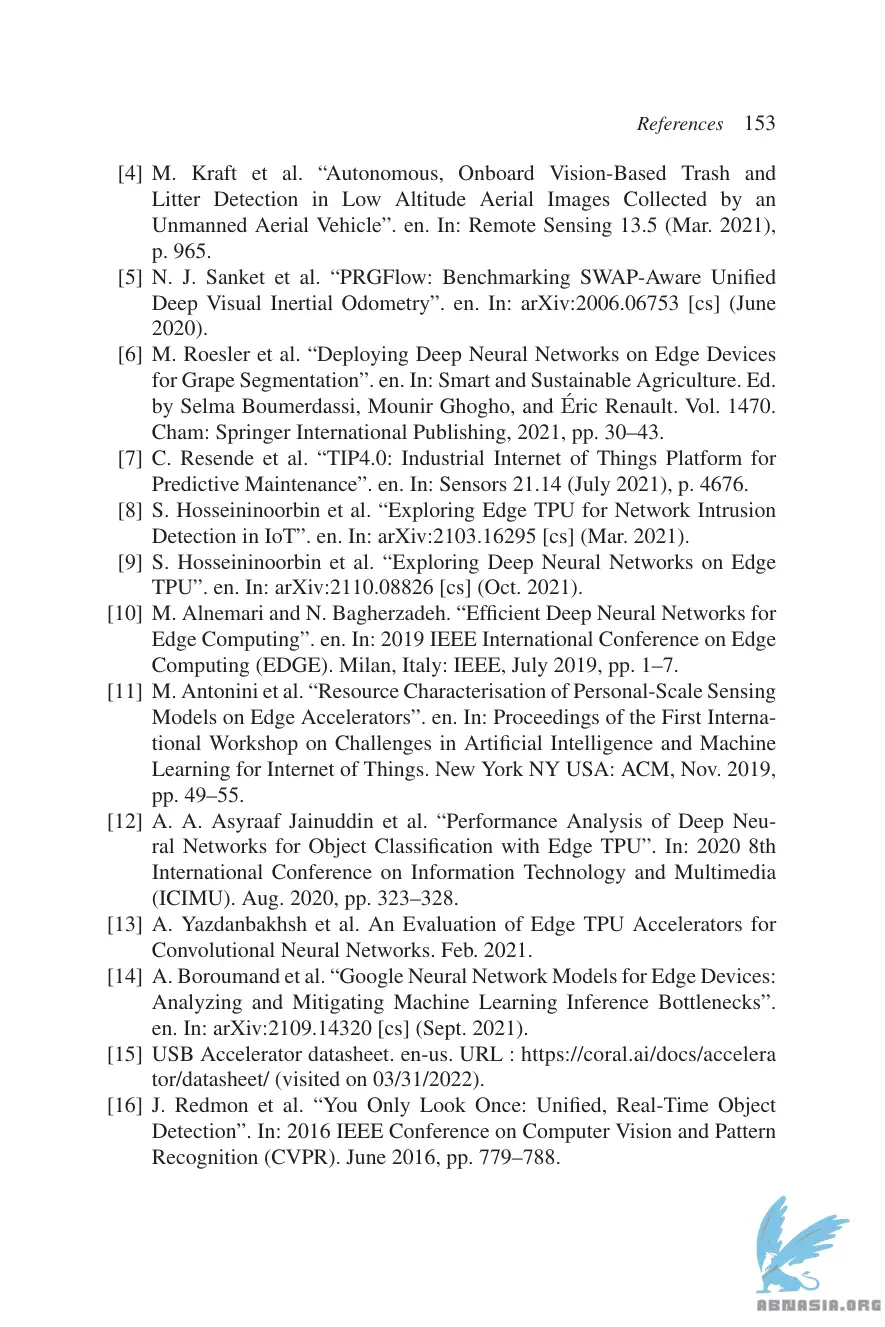 References 153
[4] M. Kraft et al. “Autonomous, Onboard Vision-Based Trash and
Litter Detection in Low Altitude Aerial Images Collected by an
Unmanned Aerial Vehicle”. en. In: Remote Sensing 13.5 (Mar. 2021),
p. 965.
[5] N. J. Sanket et al. “PRGFlow: Benchmarking SWAP-Aware Unified
Deep Visual Inertial Odometry”. en. In: arXiv:2006.06753 [cs] (June
2020).
[6] M. Roesler et al. “Deploying Deep Neural Networks on Edge Devices
for Grape Segmentation”. en. In: Smart and Sustainable Agriculture. Ed.
by Selma Boumerdassi, Mounir Ghogho, and Éric Renault. Vol. 1470.
Cham: Springer International Publishing, 2021, pp. 30–43.
[7] C. Resende et al. “TIP4.0: Industrial Internet of Things Platform for
Predictive Maintenance”. en. In: Sensors 21.14 (July 2021), p. 4676.
[8] S. Hosseininoorbin et al. “Exploring Edge TPU for Network Intrusion
Detection in IoT”. en. In: arXiv:2103.16295 [cs] (Mar. 2021).
[9] S. Hosseininoorbin et al. “Exploring Deep Neural Networks on Edge
TPU”. en. In: arXiv:2110.08826 [cs] (Oct. 2021).
[10] M. Alnemari and N. Bagherzadeh. “Efficient Deep Neural Networks for
Edge Computing”. en. In: 2019 IEEE International Conference on Edge
Computing (EDGE). Milan, Italy: IEEE, July 2019, pp. 1–7.
[11] M. Antonini et al. “Resource Characterisation of Personal-Scale Sensing
Models on Edge Accelerators”. en. In: Proceedings of the First Interna-
tional Workshop on Challenges in Artificial Intelligence and Machine
Learning for Internet of Things. New York NY USA: ACM, Nov. 2019,
pp. 49–55.
[12] A. A. Asyraaf Jainuddin et al. “Performance Analysis of Deep Neu-
ral Networks for Object Classification with Edge TPU”. In: 2020 8th
International Conference on Information Technology and Multimedia
(ICIMU). Aug. 2020, pp. 323–328.
[13] A. Yazdanbakhsh et al. An Evaluation of Edge TPU Accelerators for
Convolutional Neural Networks. Feb. 2021.
[14] A. Boroumand et al. “Google Neural Network Models for Edge Devices:
Analyzing and Mitigating Machine Learning Inference Bottlenecks”.
en. In: arXiv:2109.14320 [cs] (Sept. 2021).
[15] USB Accelerator datasheet. en-us. URL : https://coral.ai/docs/accelera
tor/datasheet/ (visited on 03/31/2022).
[16] J. Redmon et al. “You Only Look Once: Unified, Real-Time Object
Detection”. In: 2016 IEEE Conference on Computer Vision and Pattern
Recognition (CVPR). June 2016, pp. 779–788.
ABNASIA.ORG